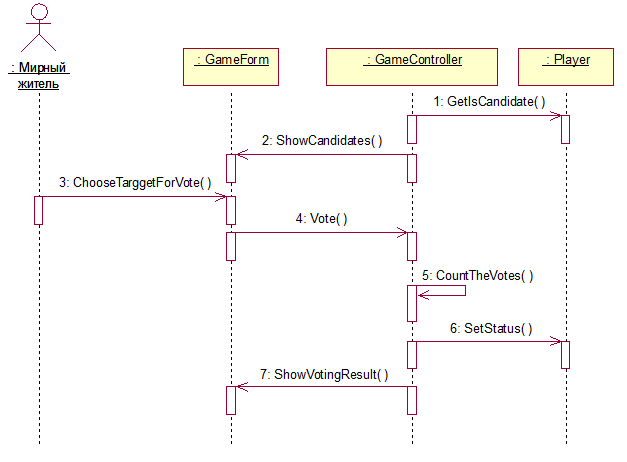 : Мирный
житель
: GameForm
: GameController
: Player
1: GetIsCandidate( )
2: ShowCandidates( )
3: ChooseTarggetForVote( )
4: Vote( )
5: CountTheVotes( )
6: SetStatus( )
7: ShowVotingResult( )